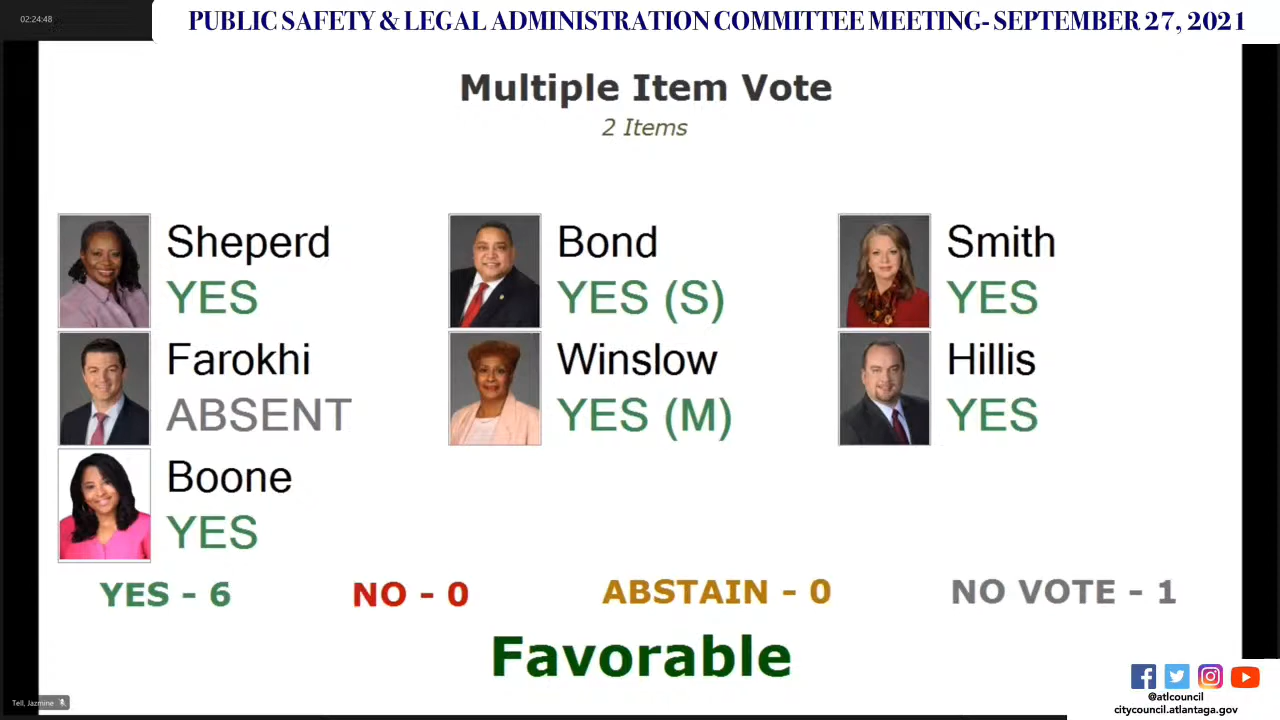 02:24:48
PUBLIC SAFETY & LEGAL ADMINISTRATION COMMITTEE MEETING- SEPTEMBER 27, 2021
Multiple Item Vote
2 Items
Sheperd
YES
Bond
YES (S)
Smith
YES
Farokhi
ABSENT
Winslow
YES (M)
Hillis
YES
Boone
YES
YES - 6
NO - 0
ABSTAIN - 0
NO VOTE - 1
Favorable
@atlcouncil
citycouncil.atlantaga.gov
Tell, Jazmine